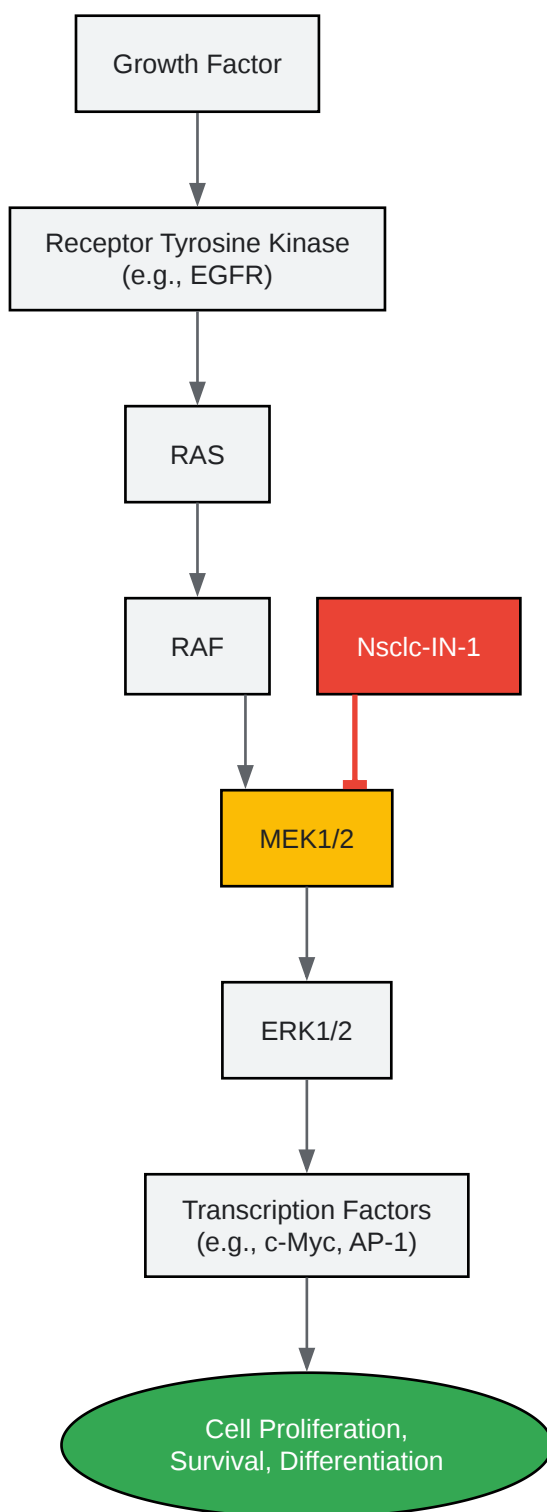 Growth Factor
Receptor Tyrosine Kinase
(e.g., EGFR)
RAS
RAF
Nsclc-IN-1
MEK1/2
ERK1/2
Transcription Factors
(e.g., c-Myc, AP-1)
Cell Proliferation,
Survival, Differentiation